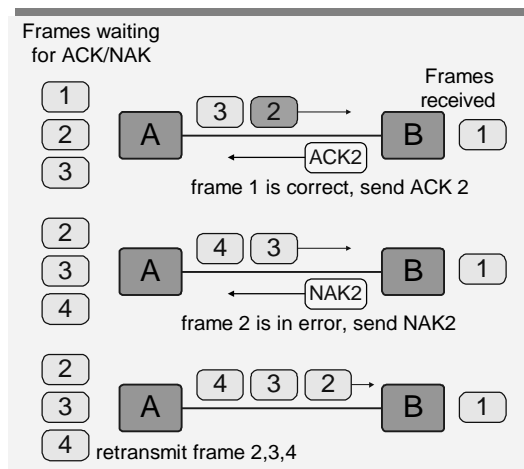 Frames waiting
for ACK/NAK
Frames
received
1
2
3
A
3 2
B
1
ACK2
frame 1 is correct, send ACK 2
2
3
4
A
4 3
B
1
NAK2
frame 2 is in error, send NAK2
2
3
4
A
4 3 2
B
1
retransmit frame 2,3,4